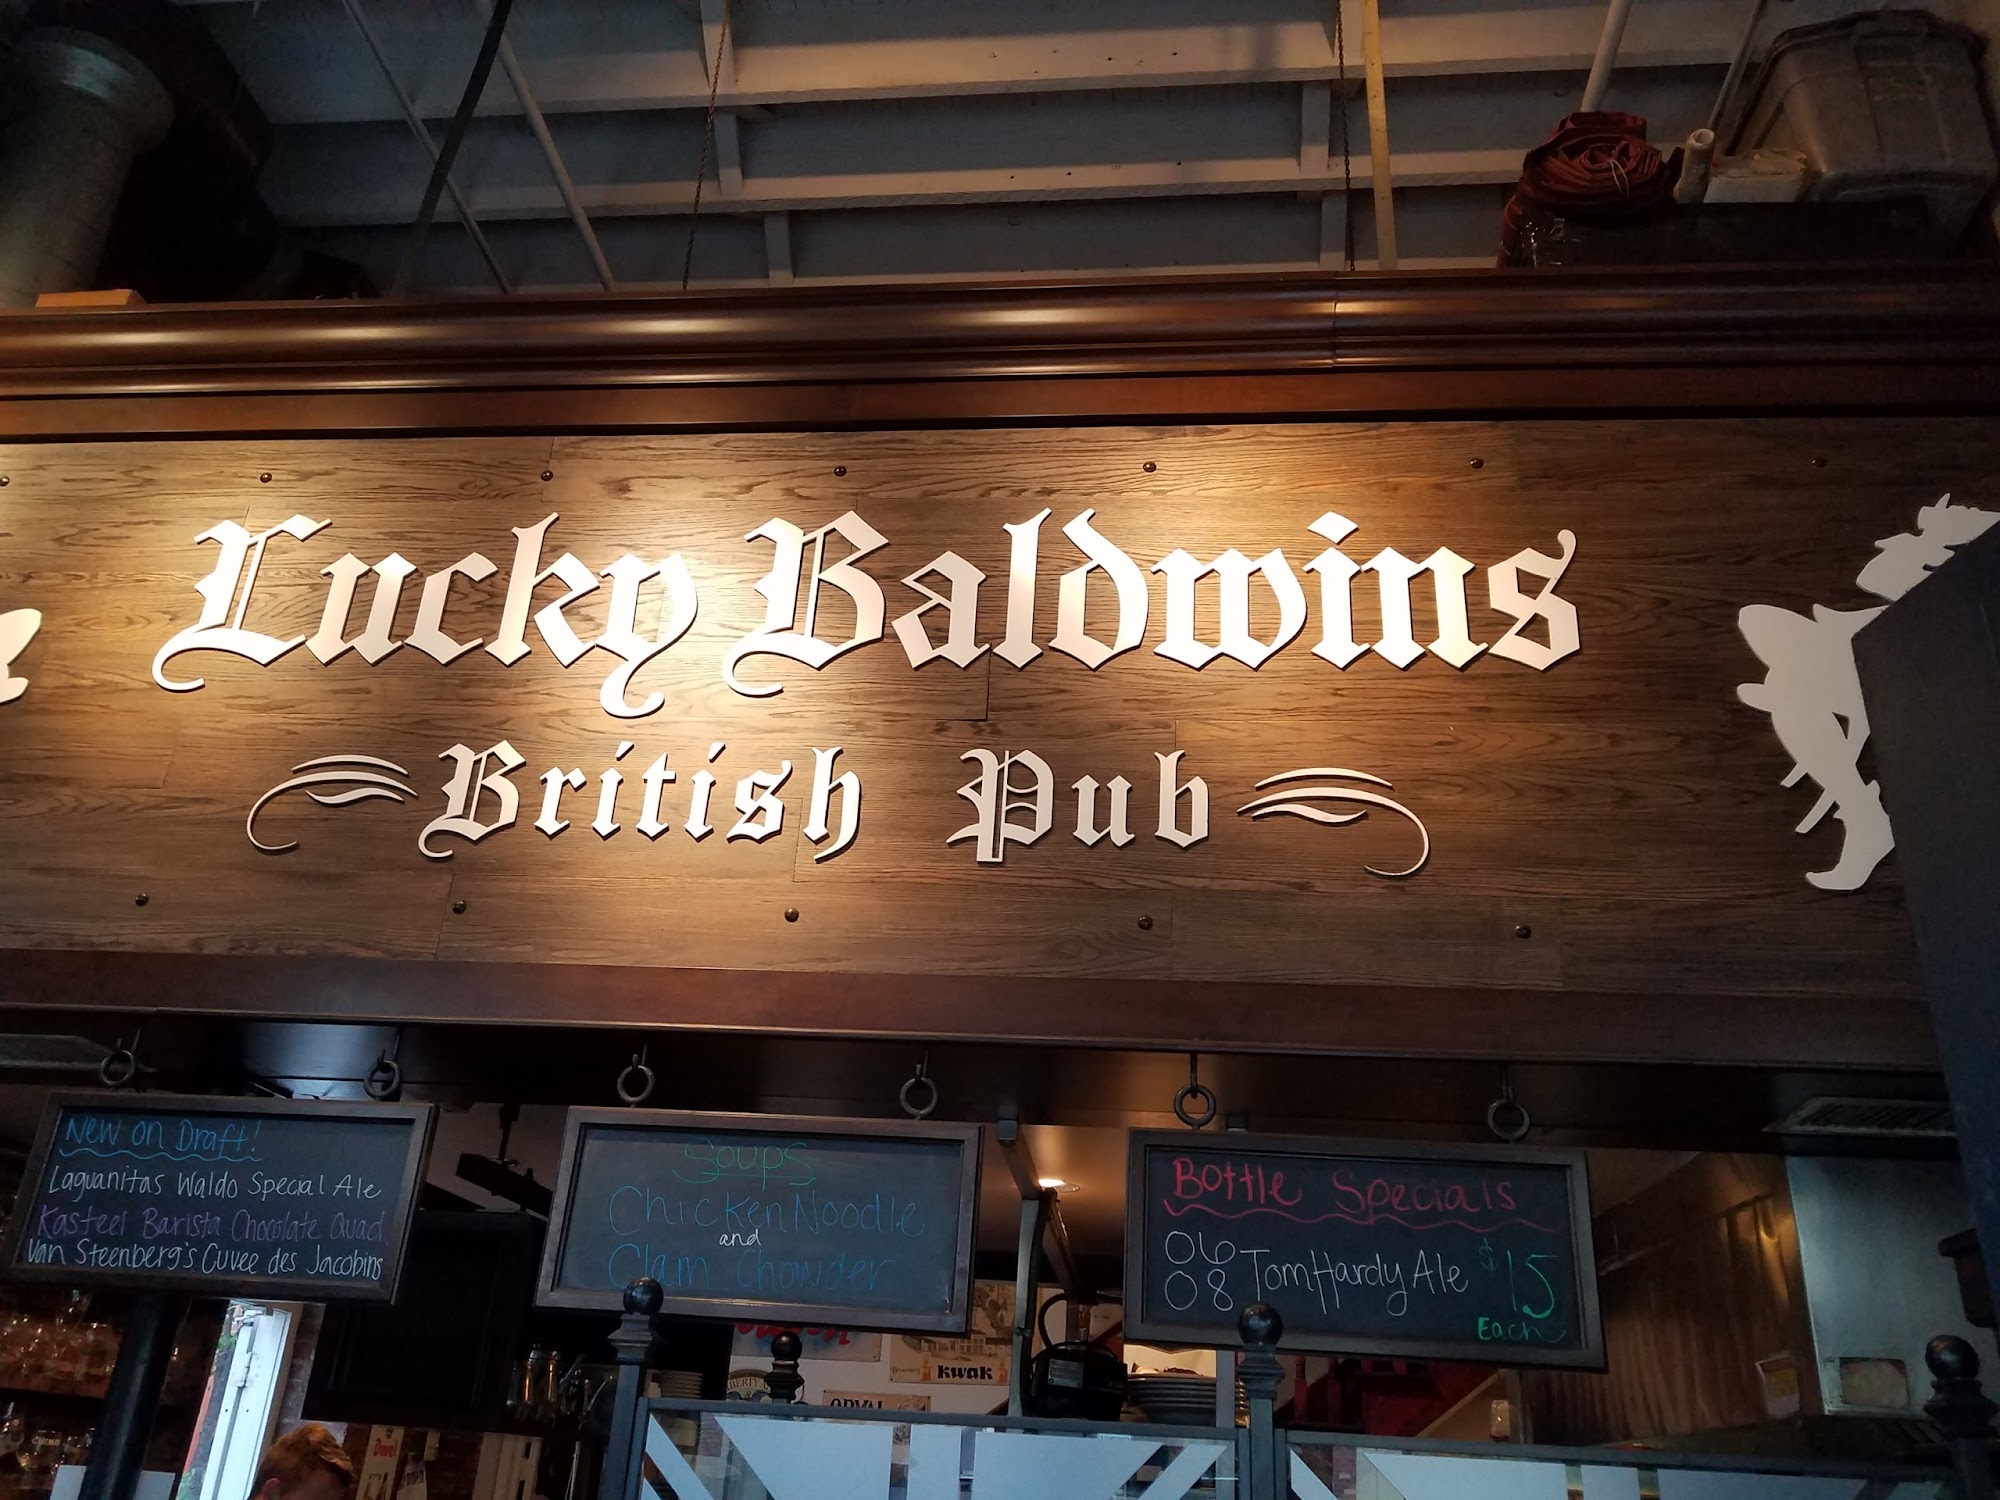 Lucky Baldwins
British Pub
New on Draft!
Laguanitas Waldo Special Ale
Kasteel Barista Chocolate Quad
Van Steenberg's Cuvee des Jacobins
Soups
Chicken Noodle
and
Clam Chowder
Bottle Specials
06
08 Tom Hardy Ale $15
Each
kwak
ORVAL
Duvel